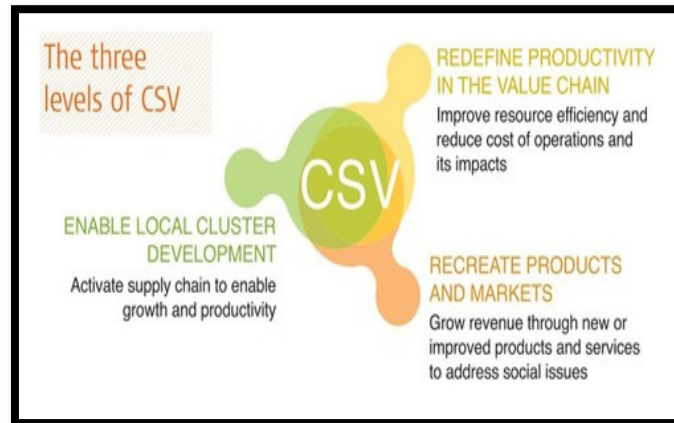 The three
levels of CSV
REDEFINE PRODUCTIVITY
IN THE VALUE CHAIN
Improve resource efficiency and
reduce cost of operations and
its impacts
CSV
ENABLE LOCAL CLUSTER
DEVELOPMENT
Activate supply chain to enable
growth and productivity
RECREATE PRODUCTS
AND MARKETS
Grow revenue through new or
improved products and services
to address social issues